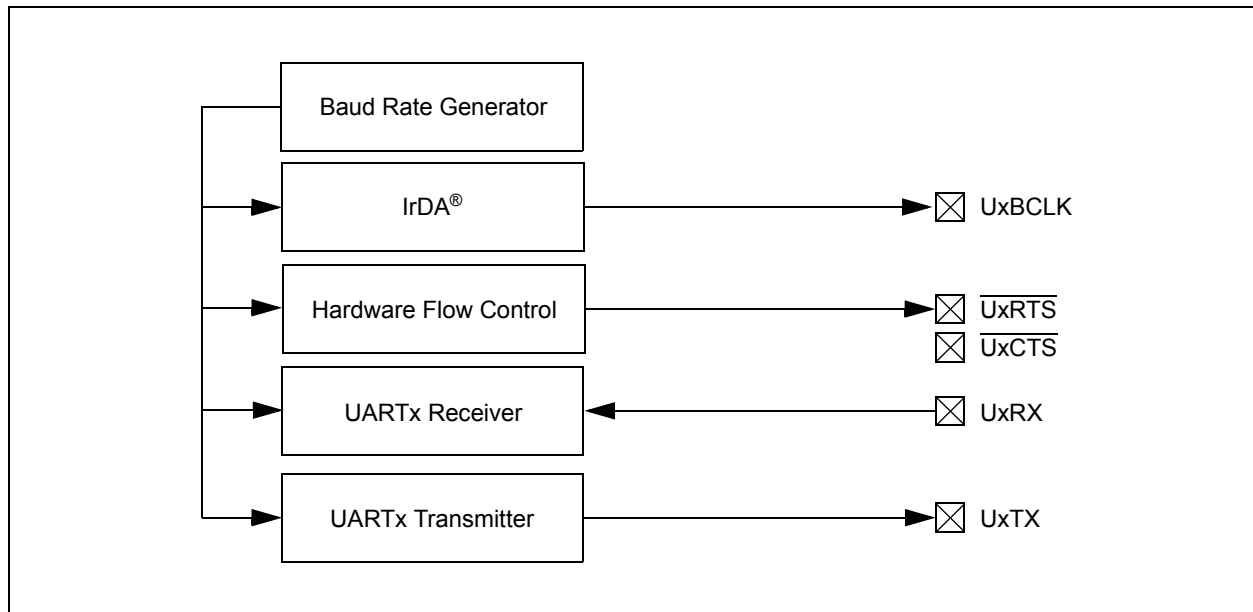 Baud Rate Generator
IrDA®
UxBCLK
Hardware Flow Control
UxRTS
UxCTS
UARTx Receiver
UxRX
UARTx Transmitter
UxTX